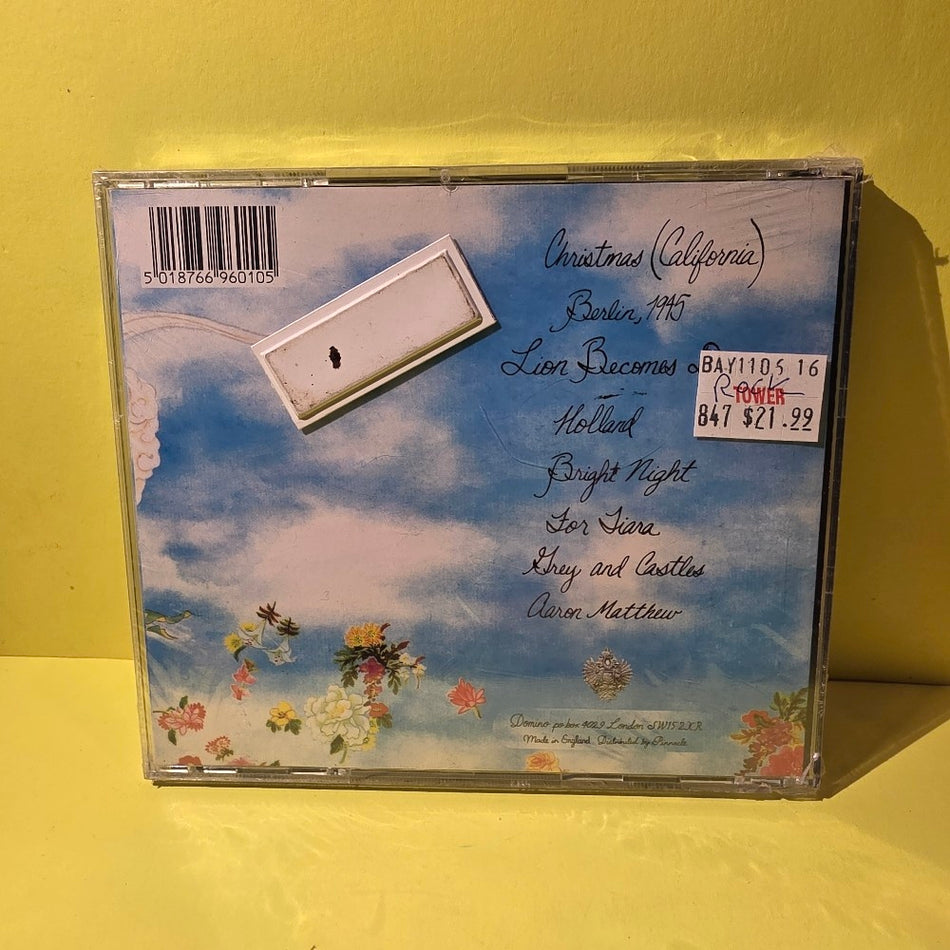 5 018766 960105
Christmas (California)
Berlin, 1945
Lion Becomes
Holland
Bright Night
For Tiara
Grey and Castles
Aaron Matthew
BAY1105 16
Rock
TOWER
847 $21.99
Domino po box 4029 London SW15 2XR
Made in England. Distributed by Pinnacle